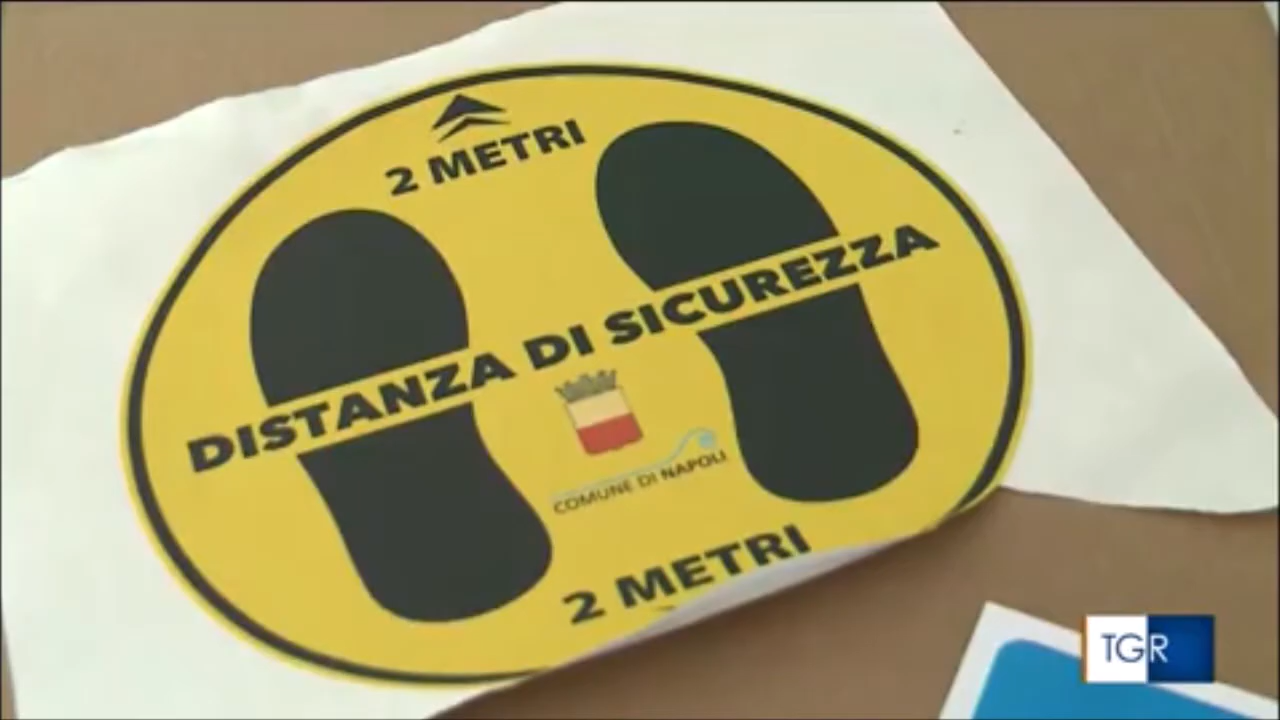 2 METRI
DISTANZA DI SICUREZZA
COMUNE DI NAPOLI
2 METRI
TGR